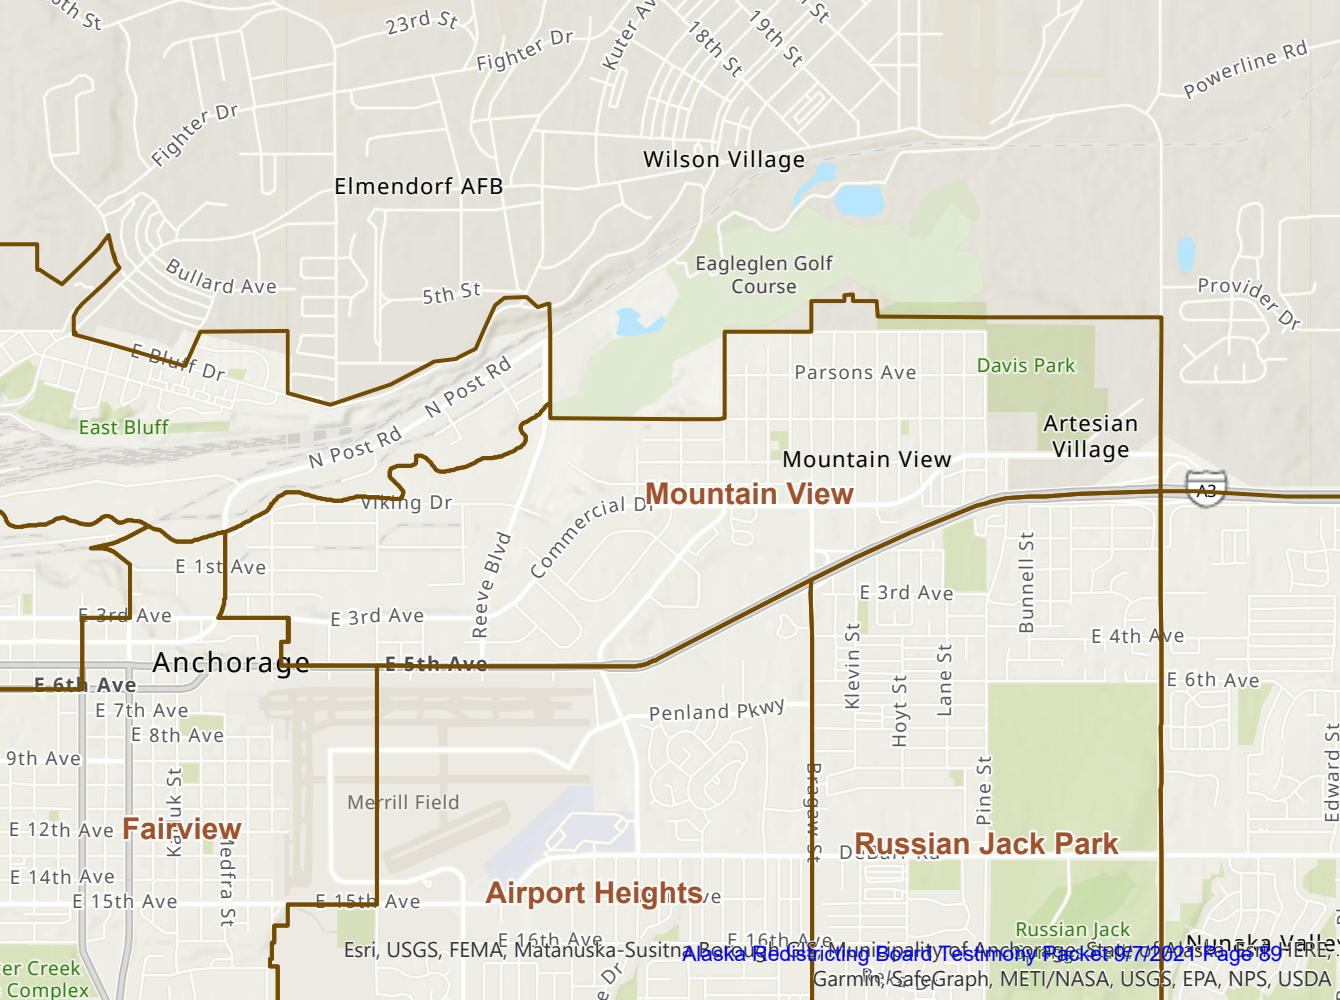 23rd St
Fighter Dr
18th St
19th St
Powerline Rd
Fighter Dr
Wilson Village
Elmendorf AFB
Eagleglen Golf
Course
Bullard Ave
5th St
Provider Dr
E Bluff Dr
N Post Rd
Parsons Ave
Davis Park
East Bluff
N Post Rd
Artesian
Village
Mountain View
Mountain View
A3
Viking Dr
Commercial Dr
Reeve Blvd
E 1st Ave
Bunnell St
E 3rd Ave
E 3rd Ave
E 3rd Ave
E 4th Ave
Anchorage
E 5th Ave
Klevin St
Lane St
Hoyt St
E 6th Ave
E 6th Ave
E 7th Ave
Penland Pkwy
E 8th Ave
9th Ave
Merrill Field
Pine St
Edward St
Bragaw St
Fairview
E 12th Ave
Russian Jack Park
DeBarr Rd
E 14th Ave
E 15th Ave
E 15th Ave
Airport Heights
Medfra St
E 16th Ave
E 16th Ave
Russian Jack
Nunaka Valley
Esri, USGS, FEMA, Matanuska-Susitna Borough GIS, Municipality of Anchorage, State of Alaska, Esri, HERE,
Alaska Redistricting Board Testimony Packet 9/7/2021 Page 89
Garmin, SafeGraph, METI/NASA, USGS, EPA, NPS, USDA
Complex